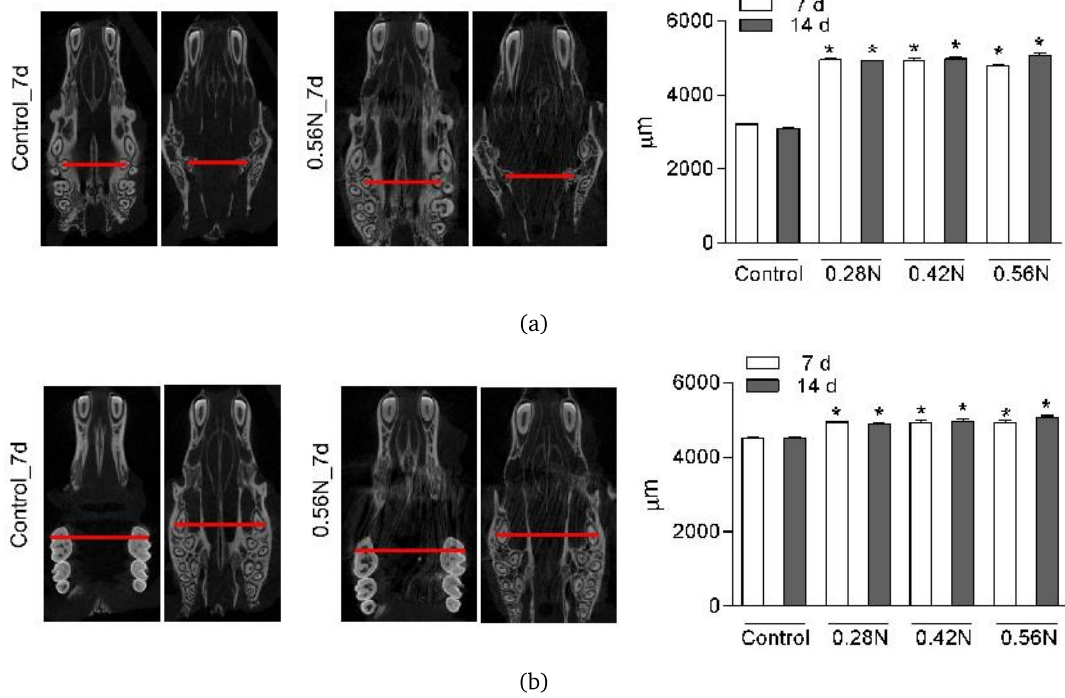 7 d
14 d
Control_7d
0.56N_7d
6000
4000
2000
0
µm
* * * * * *
Control 0.28N 0.42N 0.56N
(a)
7 d
14 d
Control_7d
0.56N_7d
6000
4000
2000
0
µm
* * * * * *
Control 0.28N 0.42N 0.56N
(b)